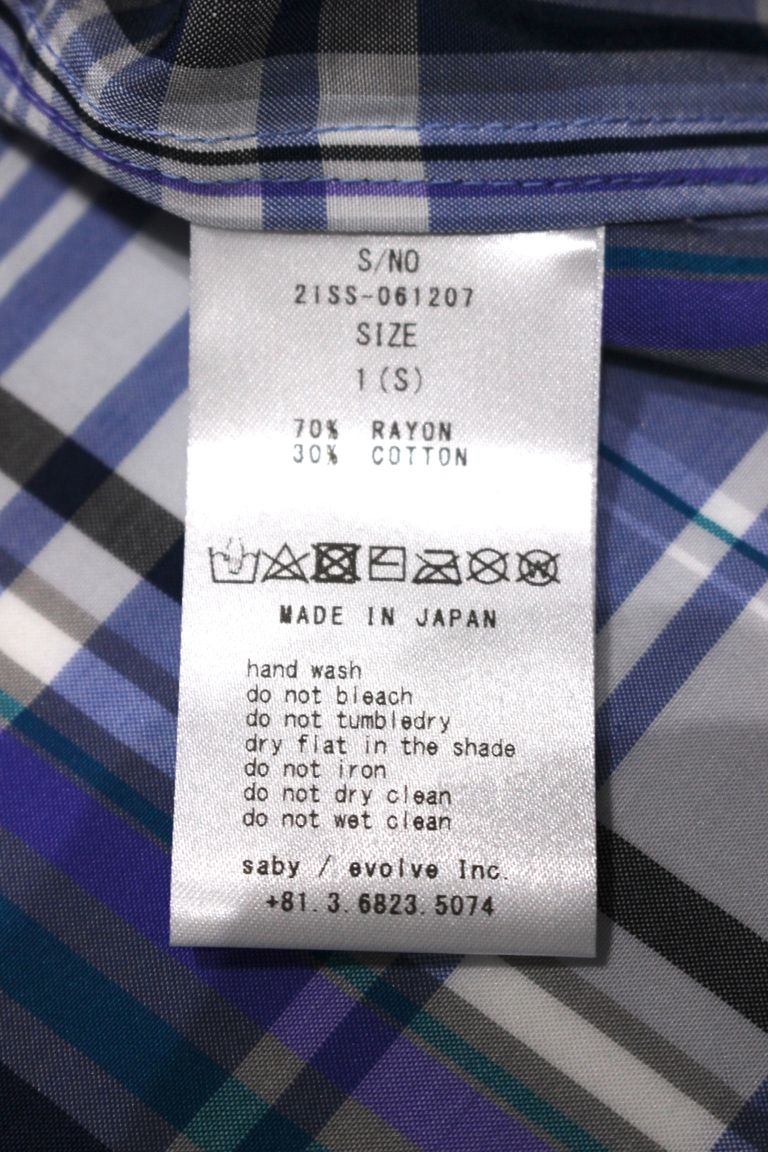 S/NO
21SS-061207
SIZE
1(S)
70% RAYON
30% COTTON
W
MADE IN JAPAN
hand wash
do not bleach
do not tumbledry
dry flat in the shade
do not iron
do not dry clean
do not wet clean
saby / evolve Inc.
+81.3.6823.5074